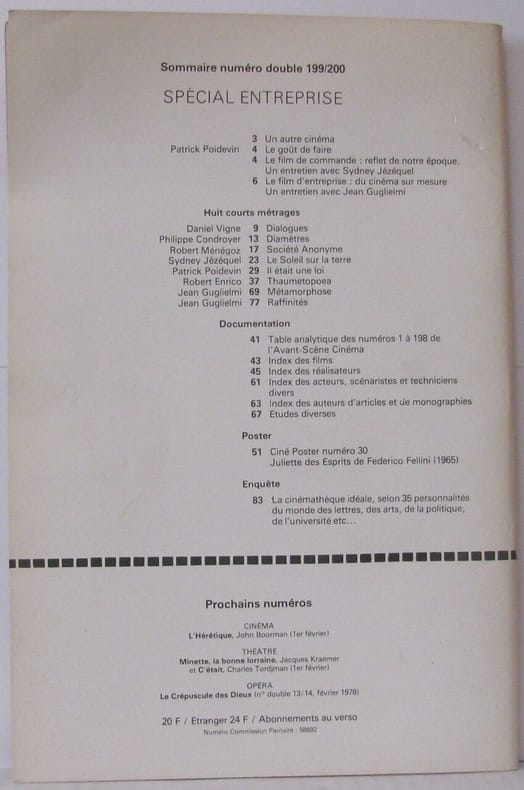 Sommaire numéro double 199/200
SPÉCIAL ENTREPRISE
3 Un autre cinéma
Patrick Poidevin 4 Le goût de faire
4 Le film de commande : reflet de notre époque.
Un entretien avec Sydney Jézéquel
6 Le film d'entreprise : du cinéma sur mesure
Un entretien avec Jean Guglielmi
Huit courts métrages
Daniel Vigne 9 Dialogues
Philippe Condroyer 13 Diamètres
Robert Ménégoz 17 Société Anonyme
Sydney Jézéquel 23 Le Soleil sur la terre
Patrick Poidevin 29 Il était une loi
Robert Enrico 37 Thaumetopoea
Jean Guglielmi 69 Métamorphose
Jean Guglielmi 77 Raffinités
Documentation
41 Table analytique des numéros 1 à 198 de
l'Avant-Scène Cinéma
43 Index des films
45 Index des réalisateurs
61 Index des acteurs, scénaristes et techniciens
divers
63 Index des auteurs d'articles et de monographies
67 Etudes diverses
Poster
51 Ciné Poster numéro 30
Juliette des Esprits de Federico Fellini (1965)
Enquête
83 La cinémathèque idéale, selon 35 personnalités
du monde des lettres, des arts, de la politique,
de l'université etc...
Prochains numéros
CINÉMA
L'Hérétique, John Boorman (1er février)
THÉATRE
Minette, la bonne lorraine, Jacques Kraemer
et C'était, Charles Tordjman (1er février)
OPÉRA
Le Crépuscule des Dieux (n° double 13/14, février 1978)
20 F / Etranger 24 F / Abonnements au verso
Numéro Commission Paritaire : 58692